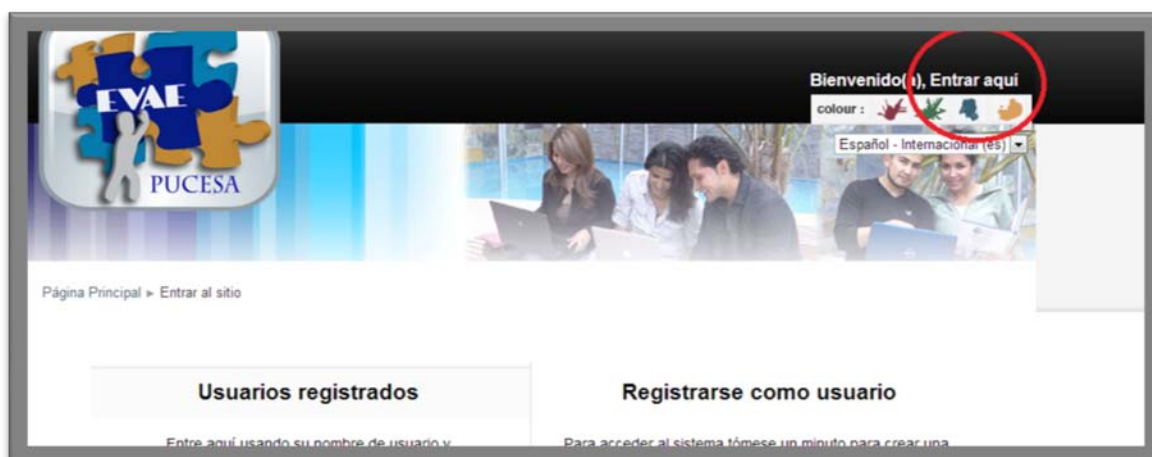 EVAE
PUCESA
Bienvenido(a), Entrar aquí
colour :
Español - Internacional (es)
Página Principal ► Entrar al sitio
Usuarios registrados
Registrarse como usuario
Entre aquí usando su nombre de usuario y
Para acceder al sistema tómese un minuto para crear una